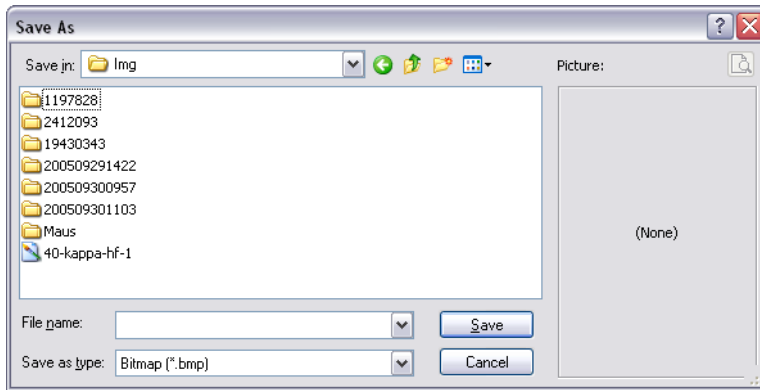 Save As
Save in: Img
Picture:
1197828
2412093
19430343
200509291422
200509300957
200509301103
Maus
40-kappa-hf-1
(None)
File name:
Save
Save as type: Bitmap (*.bmp)
Cancel